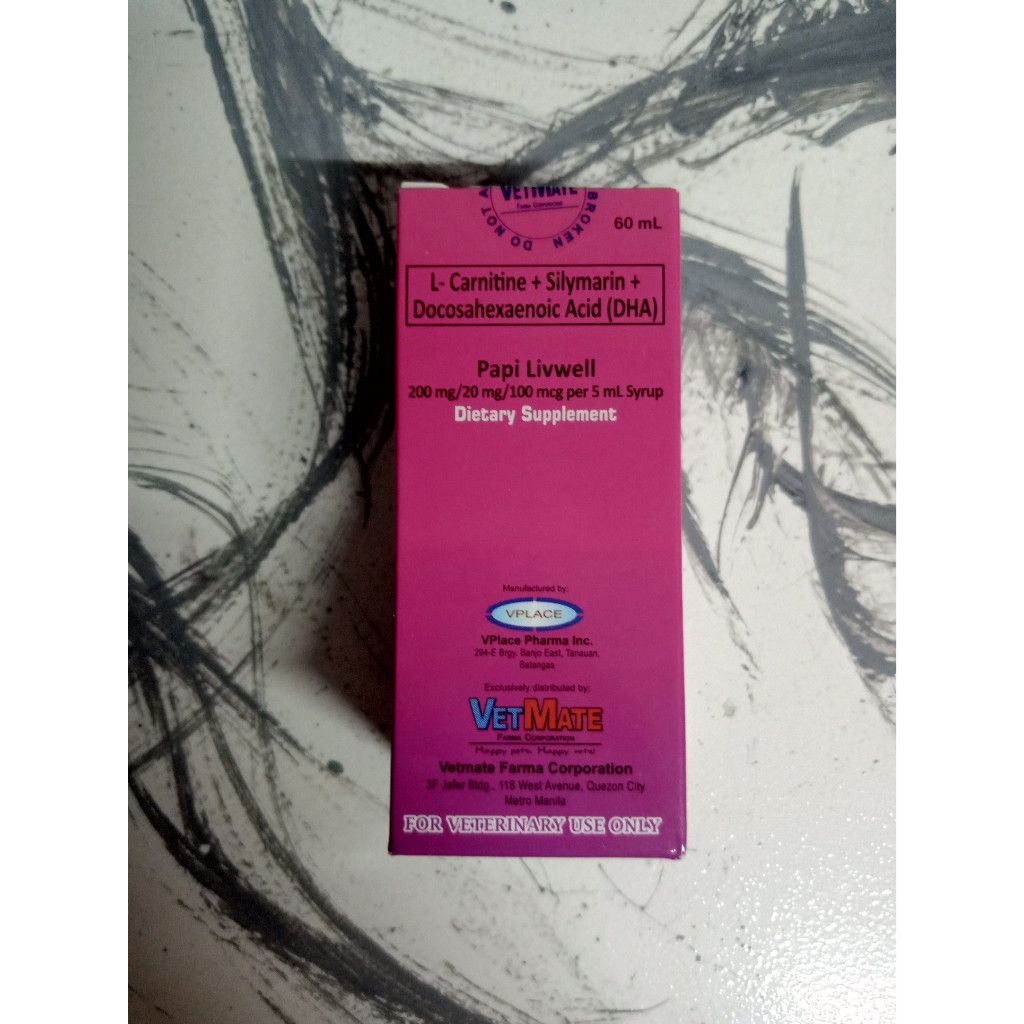 VETMATE
FARMA CORPORATION
DO NOT A
BROKEN
60 mL
L- Carnitine + Silymarin +
Docosahexaenoic Acid (DHA)
Papi Livwell
200 mg/20 mg/100 mcg per 5 mL Syrup
Dietary Supplement
Manufactured by:
VPLACE
VPlace Pharma Inc.
294-E Brgy. Banjo East, Tanauan,
Batangas
Exclusively distributed by:
VETMATE
FARMA CORPORATION
Happy pets. Happy vets!
Vetmate Farma Corporation
3F Jafer Bldg., 116 West Avenue, Quezon City
Metro Manila
FOR VETERINARY USE ONLY